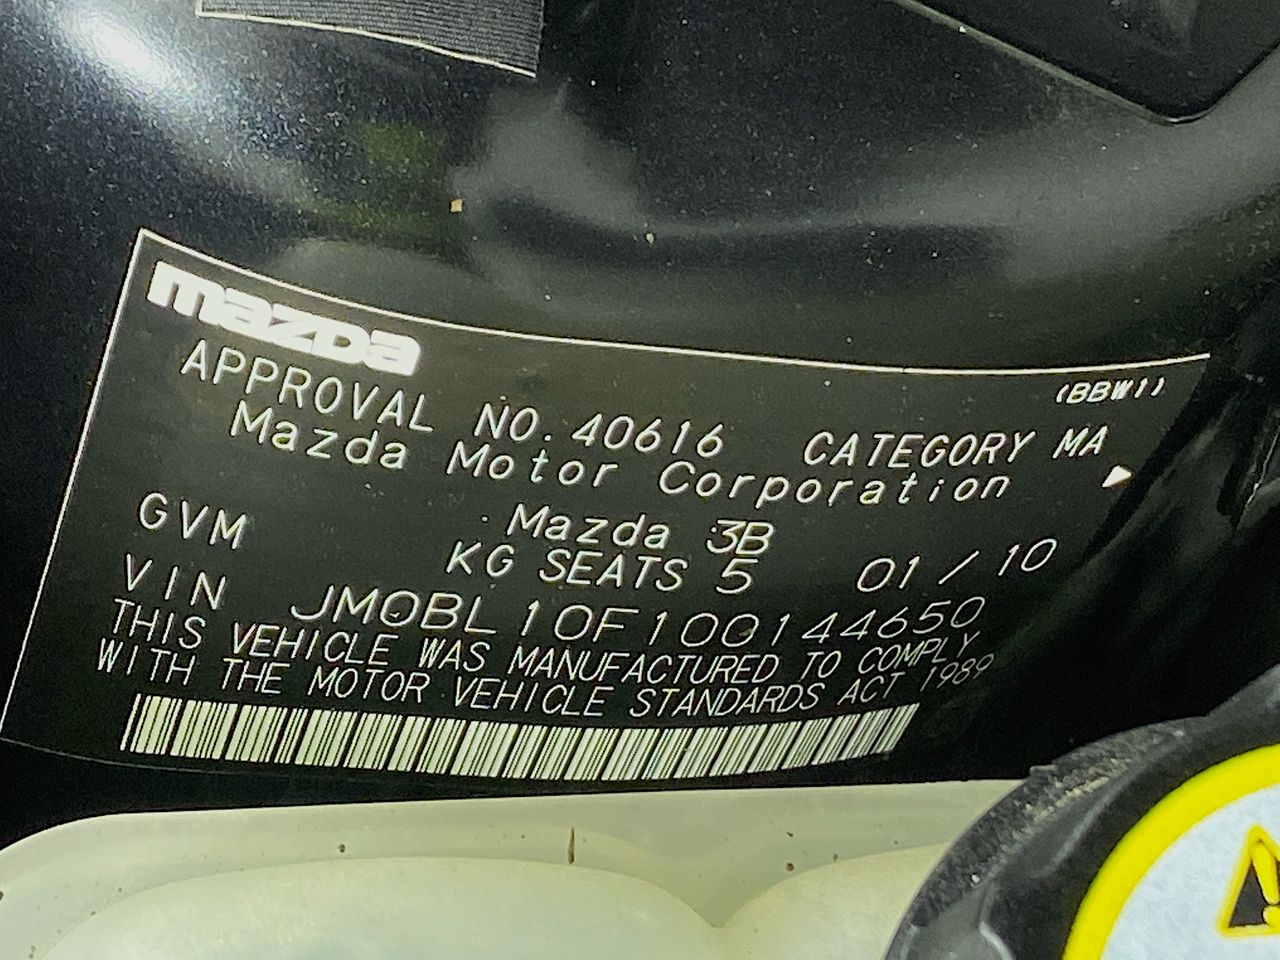 mazda
(BBW1)
APPROVAL NO. 40616 CATEGORY MA
Mazda Motor Corporation
Mazda 3B
GVM KG SEATS 5 01/10
VIN JM0BL10F100144650
THIS VEHICLE WAS MANUFACTURED TO COMPLY
WITH THE MOTOR VEHICLE STANDARDS ACT 1989